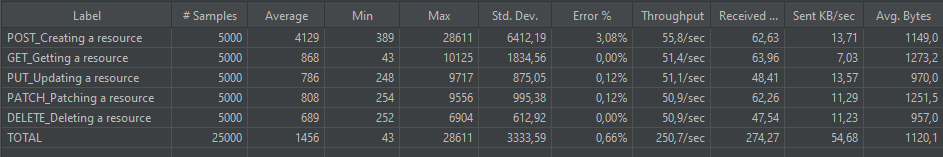 Label # Samples Average Min Max Std. Dev. Error % Throughput Received ... Sent KB/sec Avg. Bytes
POST_Creating a resource 5000 4129 389 28611 6412,19 3,08% 55,8/sec 62,63 13,71 1149,0
GET_Getting a resource 5000 868 43 10125 1834,56 0,00% 51,4/sec 63,96 7,03 1273,2
PUT_Updating a resource 5000 786 248 9717 875,05 0,12% 51,1/sec 48,41 13,57 970,0
PATCH_Patching a resource 5000 808 254 9556 995,38 0,12% 50,9/sec 62,26 11,29 1251,5
DELETE_Deleting a resource 5000 689 252 6904 612,92 0,00% 50,9/sec 47,54 11,23 957,0
TOTAL 25000 1456 43 28611 3333,59 0,66% 250,7/sec 274,27 54,68 1120,1